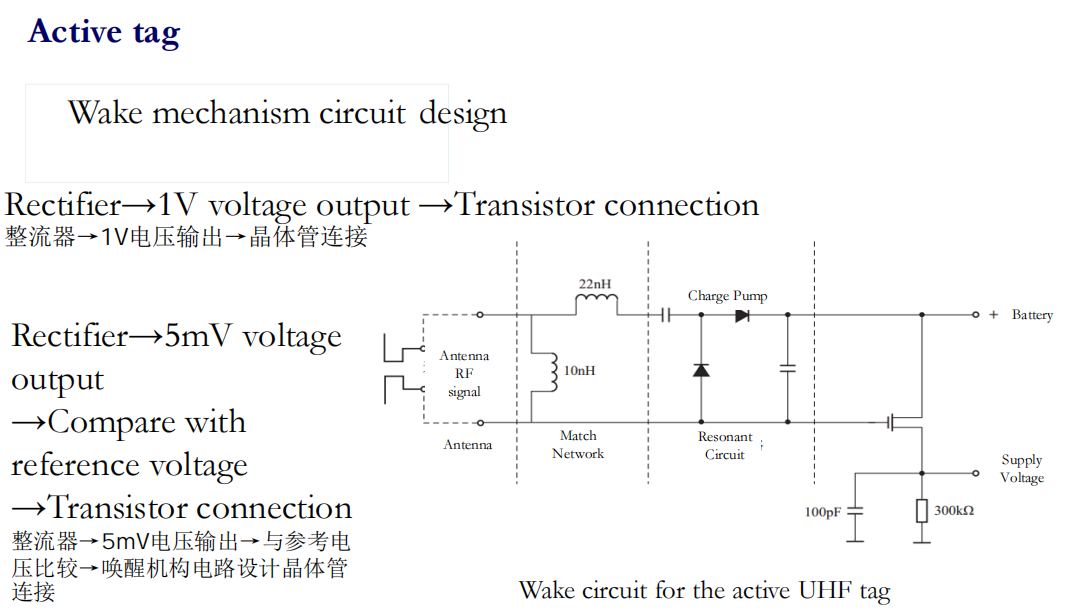 Active tag
Wake mechanism circuit design
Rectifier→1V voltage output →Transistor connection
整流器→1V电压输出→晶体管连接
Rectifier→5mV voltage
output
→Compare with
reference voltage
→Transistor connection
整流器→5mV电压输出→与参考电
压比较→唤醒机构电路设计晶体管
连接
22nH
Charge Pump
+ Battery
Antenna
RF
signal
10nH
Antenna
Match
Network
Resonant
Circuit
;
Supply
Voltage
100pF
300kΩ
Wake circuit for the active UHF tag